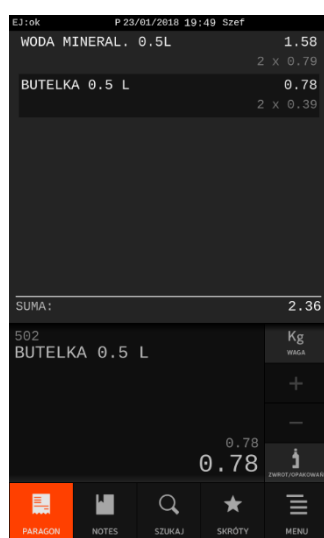 EJ:ok P 23/01/2018 19:49 Szef
WODA MINERAL. 0.5L 1.58
2 x 0.79
BUTELKA 0.5 L 0.78
2 x 0.39
SUMA: 2.36
502
BUTELKA 0.5 L
0.78
0.78
Kg
WAGA
+
−
ZWROT/OPAKOWAŃ
PARAGON NOTES SZUKAJ SKRÓTY MENU